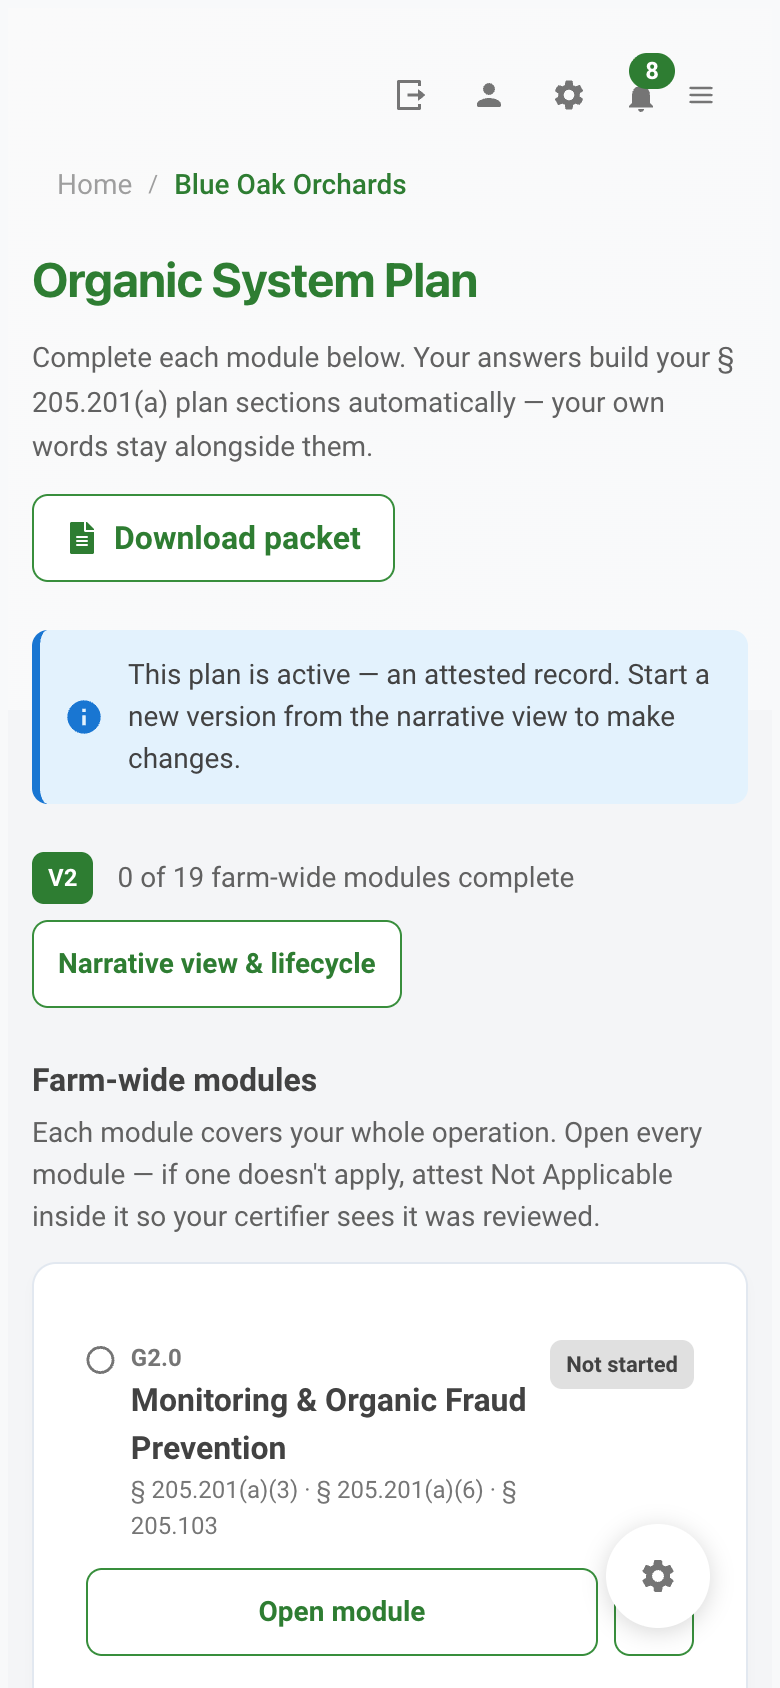 8
Home / Blue Oak Orchards
Organic System Plan
Complete each module below. Your answers build your §
205.201(a) plan sections automatically — your own
words stay alongside them.
Download packet
This plan is active — an attested record. Start a
new version from the narrative view to make
changes.
V2 0 of 19 farm-wide modules complete
Narrative view & lifecycle
Farm-wide modules
Each module covers your whole operation. Open every
module — if one doesn't apply, attest Not Applicable
inside it so your certifier sees it was reviewed.
G2.0
Not started
Monitoring & Organic Fraud
Prevention
§ 205.201(a)(3) · § 205.201(a)(6) · §
205.103
Open module